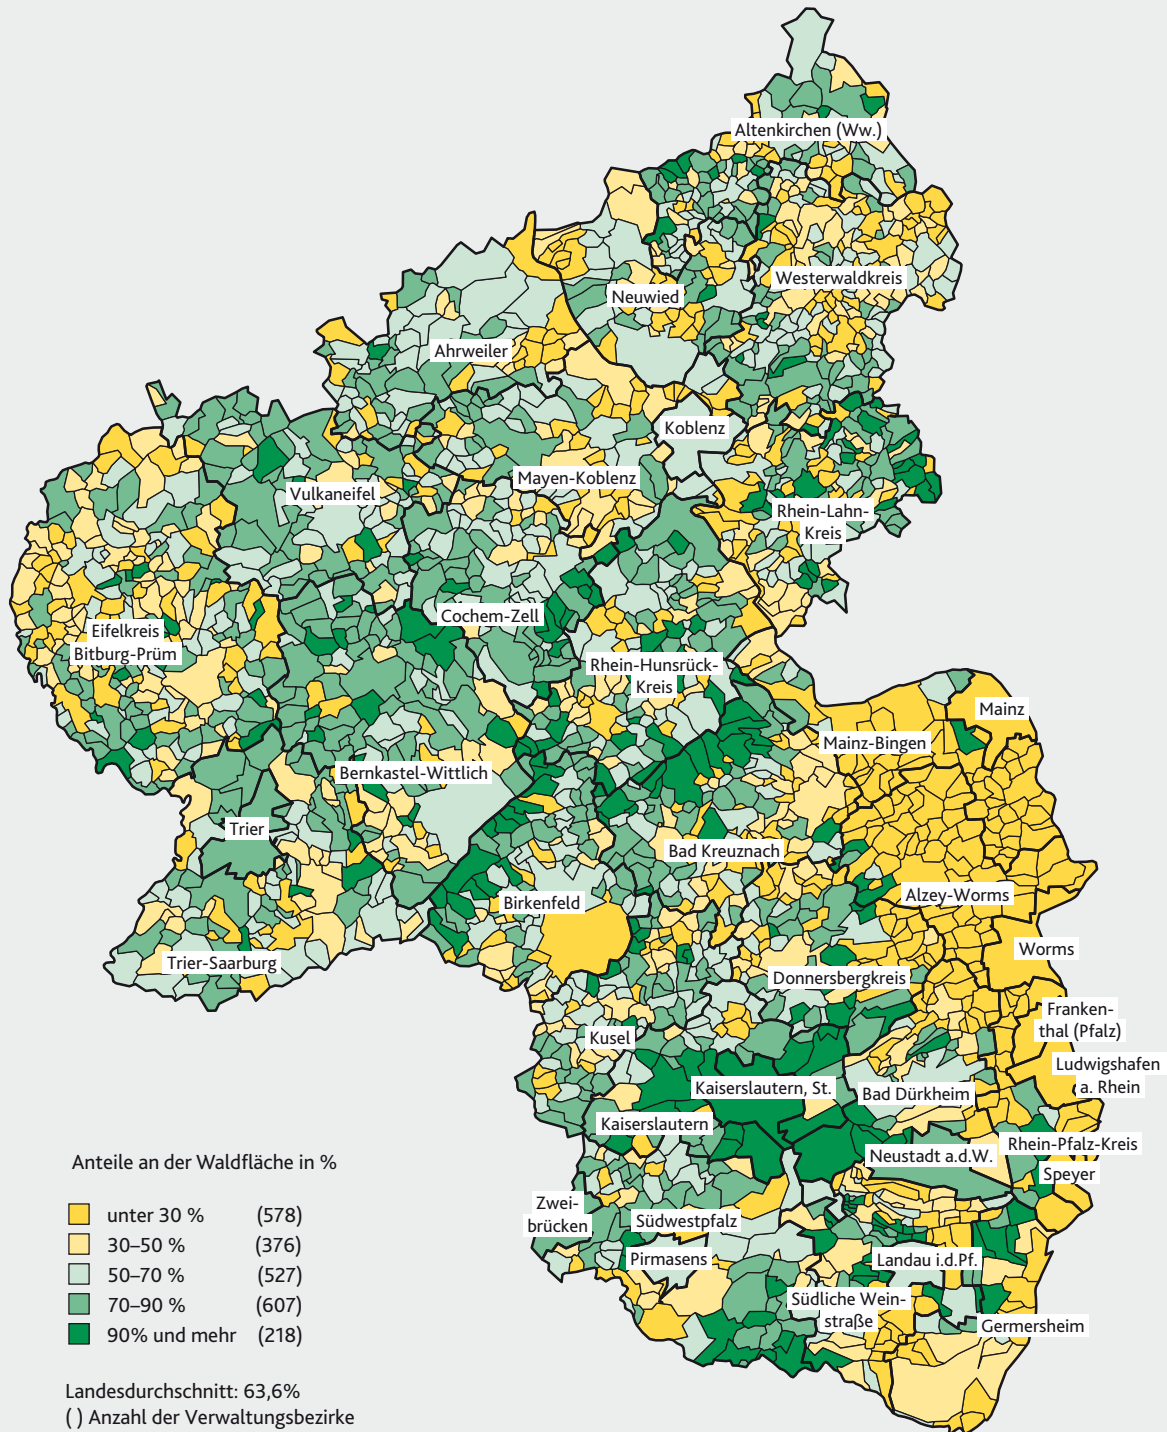 Altenkirchen (Ww.)
Westerwaldkreis
Neuwied
Ahrweiler
Koblenz
Mayen-Koblenz
Vulkaneifel
Rhein-Lahn-
Kreis
Cochem-Zell
Eifelkreis
Bitburg-Prüm
Rhein-Hunsrück-
Kreis
Mainz
Mainz-Bingen
Bernkastel-Wittlich
Trier
Bad Kreuznach
Alzey-Worms
Birkenfeld
Worms
Trier-Saarburg
Donnersbergkreis
Franken-
thal (Pfalz)
Kusel
Ludwigshafen
a. Rhein
Kaiserslautern, St.
Bad Dürkheim
Kaiserslautern
Rhein-Pfalz-Kreis
Neustadt a.d.W.
Speyer
Zwei-
brücken
Südwestpfalz
Pirmasens
Landau i.d.Pf.
Südliche Wein-
straße
Germersheim
Anteile an der Waldfläche in %
unter 30 % (578)
30–50 % (376)
50–70 % (527)
70–90 % (607)
90% und mehr (218)
Landesdurchschnitt: 63,6%
( ) Anzahl der Verwaltungsbezirke